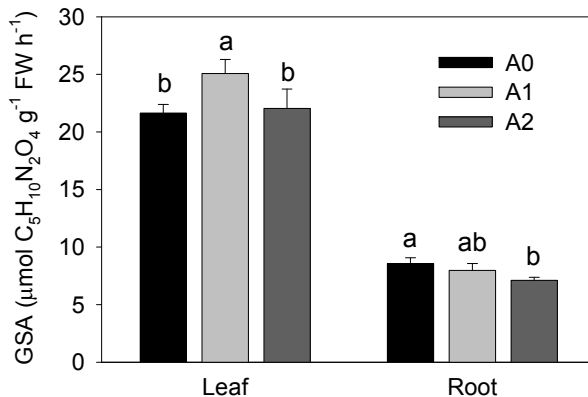 GSA (μmol C₅H₁₀N₂O₄ g⁻¹ FW h⁻¹)
30
25
20
15
10
5
0
b
a
b
a
ab
b
A0
A1
A2
Leaf
Root